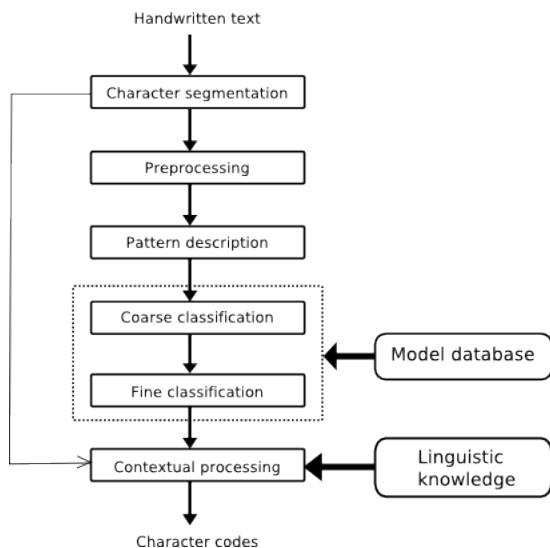 Handwritten text
Character segmentation
Preprocessing
Pattern description
Coarse classification
Model database
Fine classification
Contextual processing
Linguistic
knowledge
Character codes